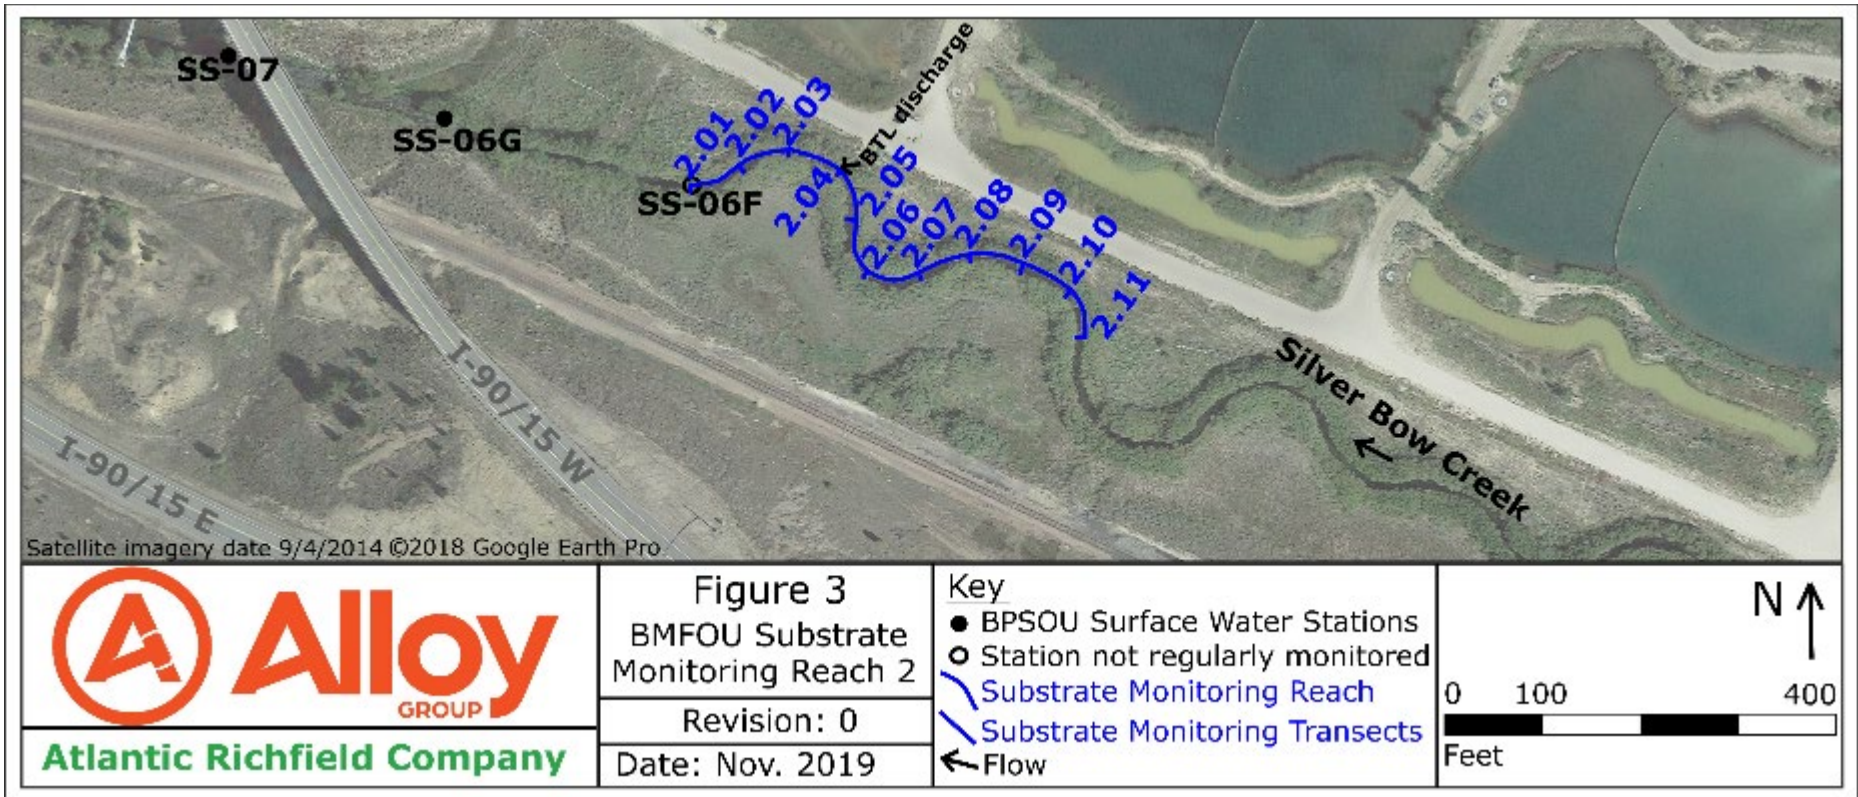 SS-07
SS-06G
SS-06F
2.01
2.02
2.03
BTL discharge
2.04
2.05
2.06
2.07
2.08
2.09
2.10
2.11
Silver Bow Creek
I-90/15 W
I-90/15 E
Satellite imagery date 9/4/2014 ©2018 Google Earth Pro
A Alloy
GROUP
Atlantic Richfield Company
Figure 3
BMFOU Substrate
Monitoring Reach 2
Revision: 0
Date: Nov. 2019
Key
BPSOU Surface Water Stations
Station not regularly monitored
Substrate Monitoring Reach
Substrate Monitoring Transects
Flow
N
0 100 400
Feet